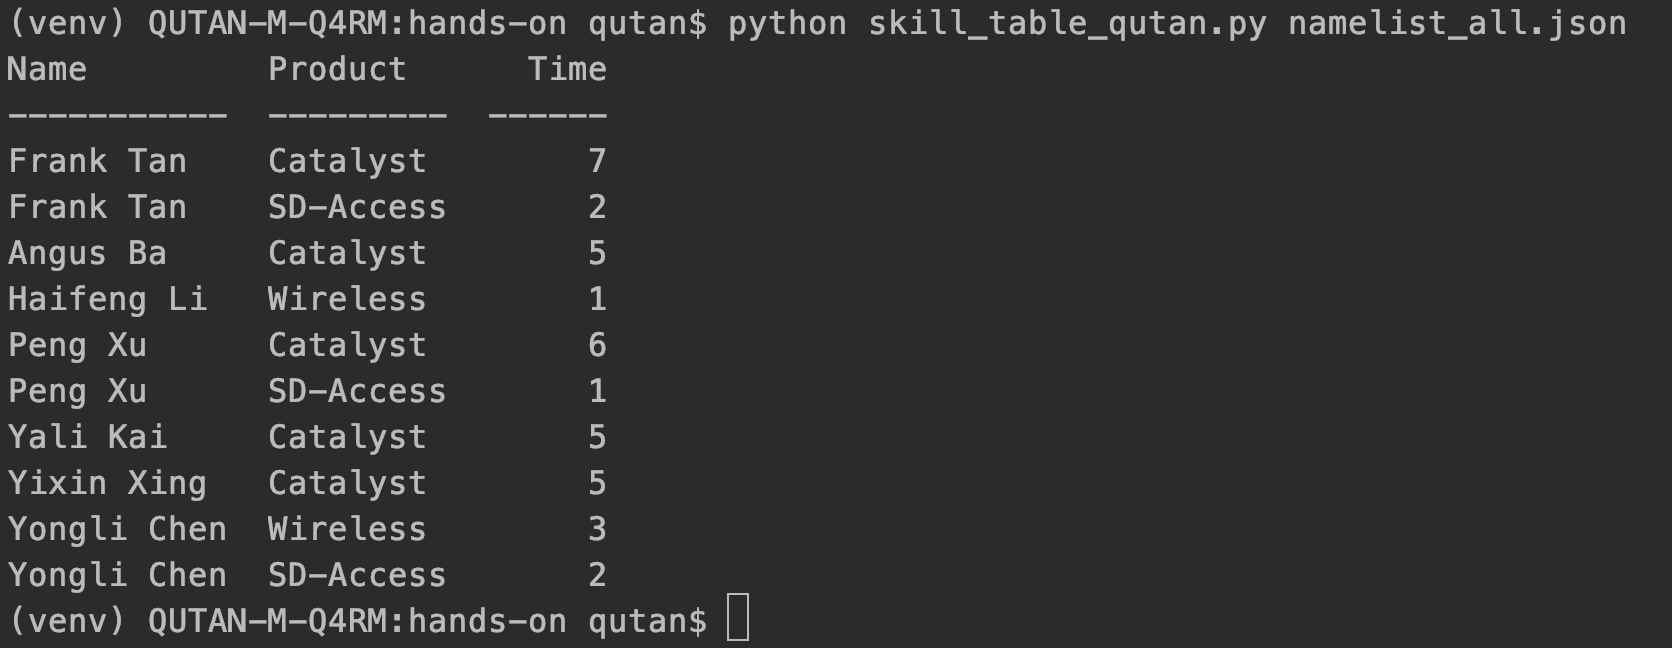 (venv) QUTAN-M-Q4RM:hands-on qutan$ python skill_table_qutan.py namelist_all.json
Name         Product      Time
-----------  ---------  ------
Frank Tan    Catalyst        7
Frank Tan    SD-Access       2
Angus Ba     Catalyst        5
Haifeng Li   Wireless        1
Peng Xu      Catalyst        6
Peng Xu      SD-Access       1
Yali Kai     Catalyst        5
Yixin Xing   Catalyst        5
Yongli Chen  Wireless        3
Yongli Chen  SD-Access       2
(venv) QUTAN-M-Q4RM:hands-on qutan$